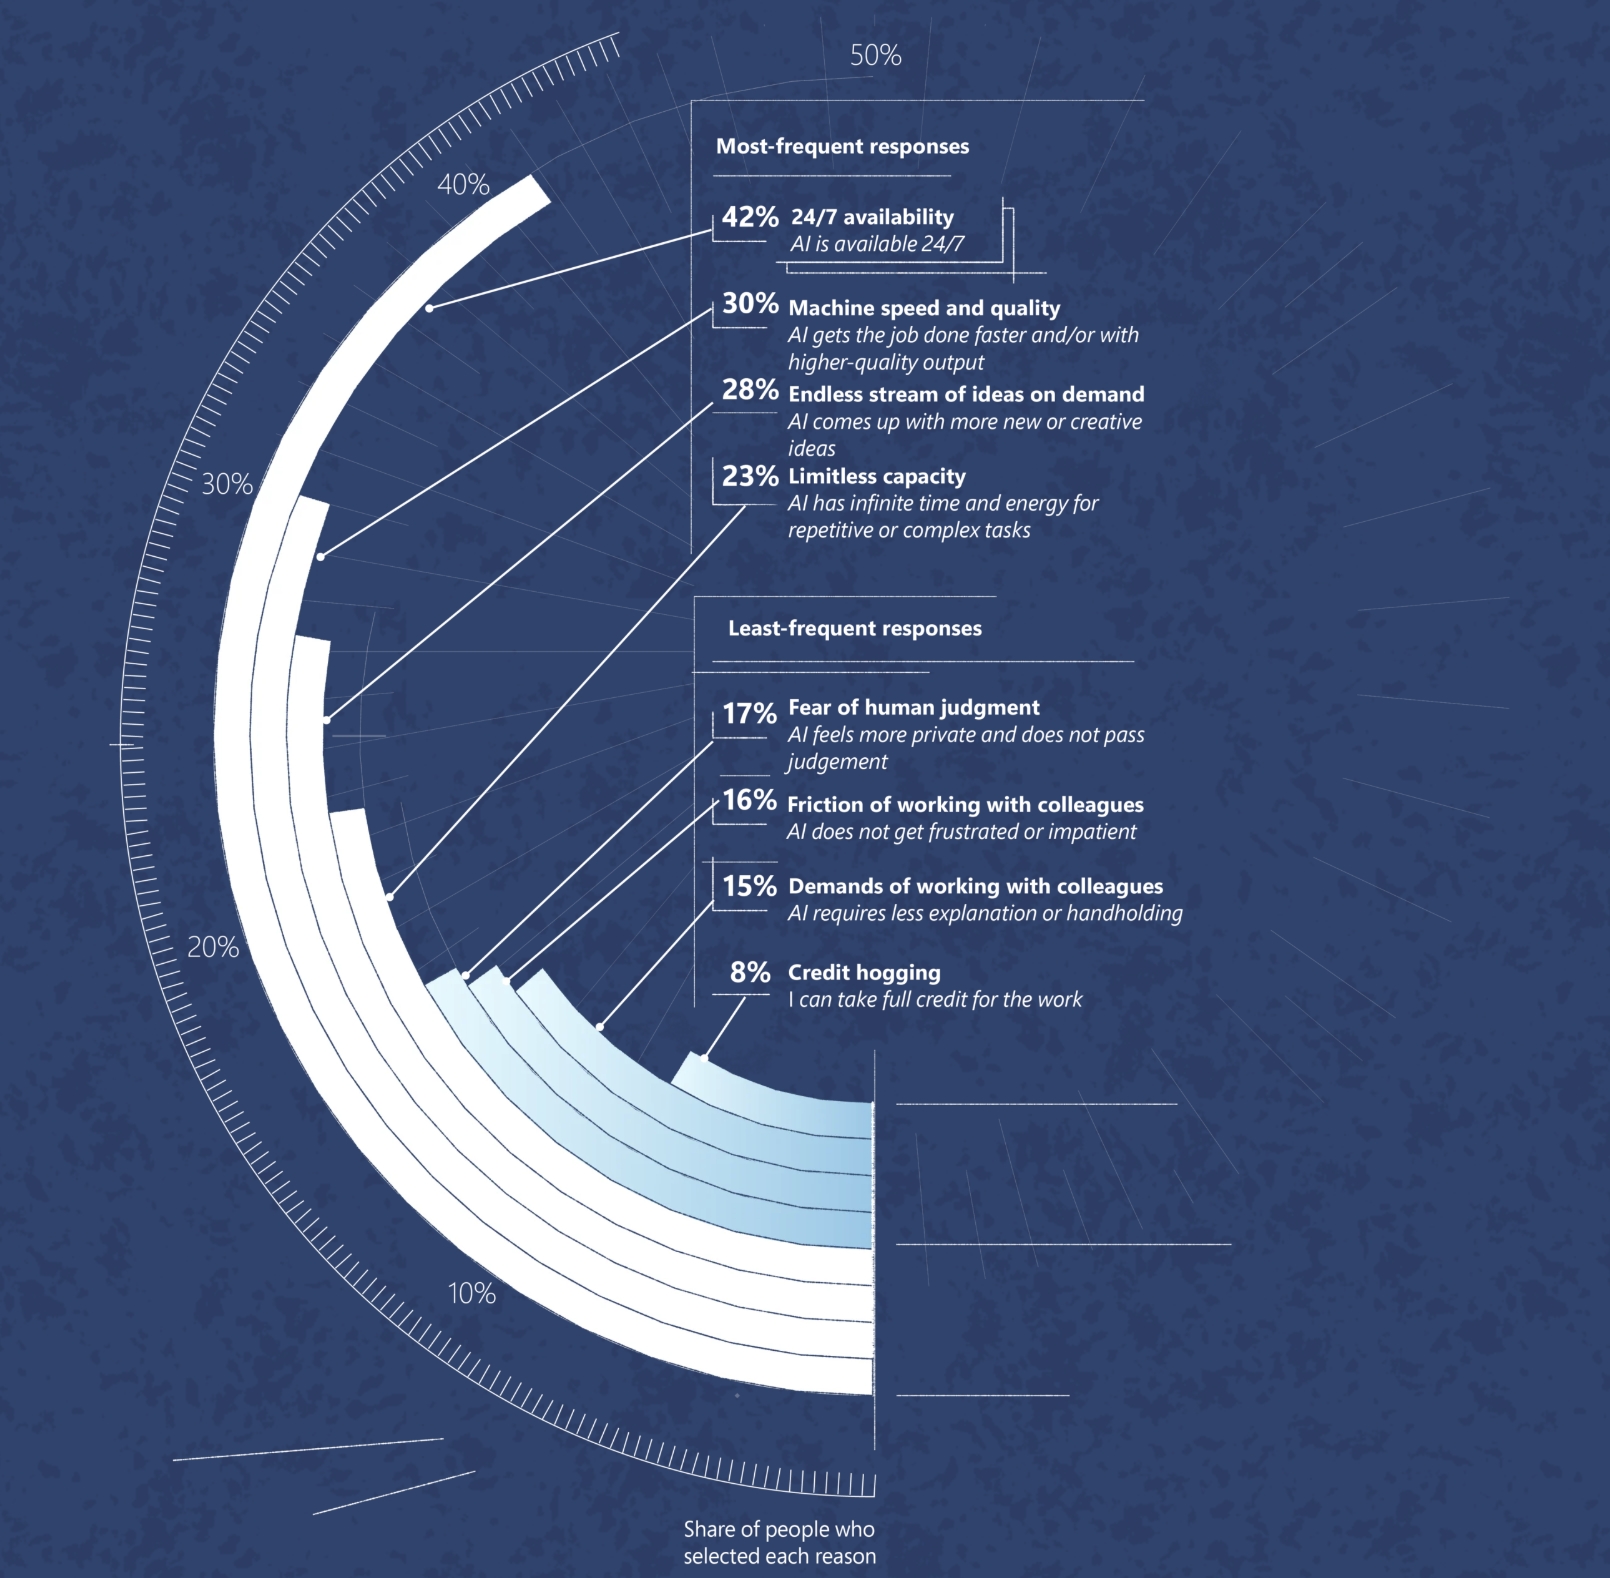 50%
40%
30%
20%
10%
Most-frequent responses
42% 24/7 availability
AI is available 24/7
30% Machine speed and quality
AI gets the job done faster and/or with
higher-quality output
28% Endless stream of ideas on demand
AI comes up with more new or creative
ideas
23% Limitless capacity
AI has infinite time and energy for
repetitive or complex tasks
Least-frequent responses
17% Fear of human judgment
AI feels more private and does not pass
judgement
16% Friction of working with colleagues
AI does not get frustrated or impatient
15% Demands of working with colleagues
AI requires less explanation or handholding
8% Credit hogging
I can take full credit for the work
Share of people who
selected each reason